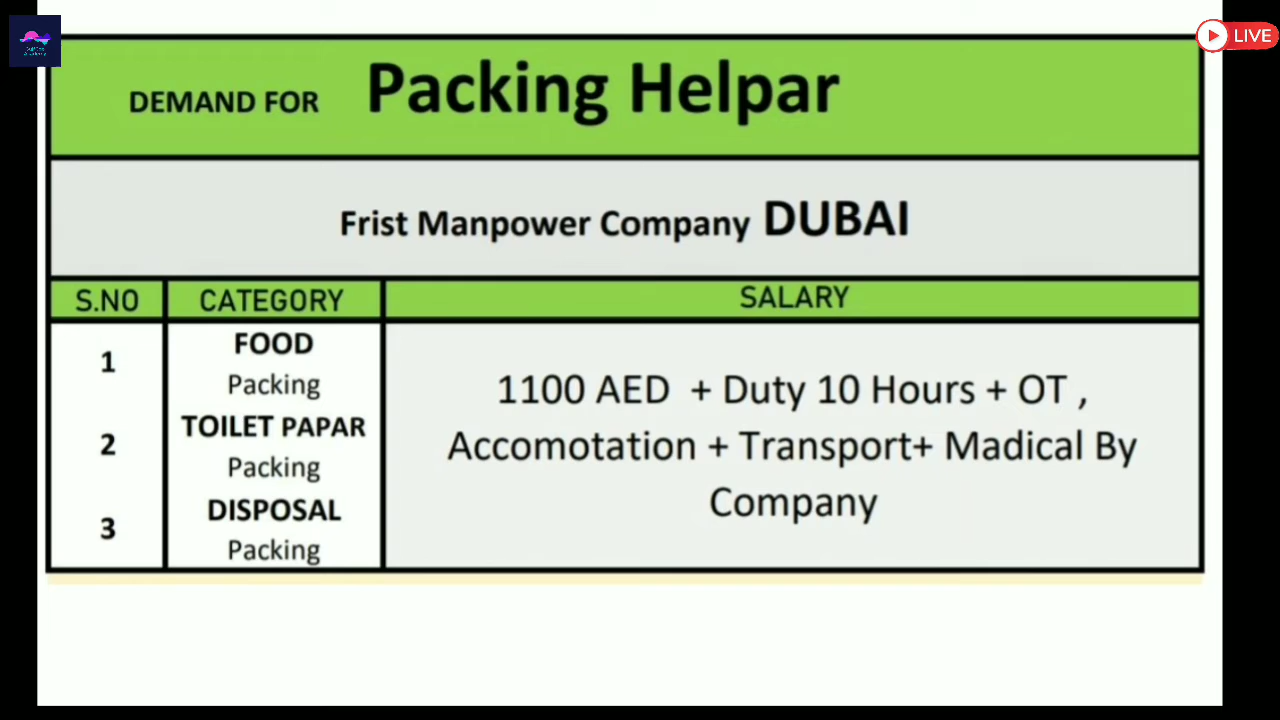 LIVE
DEMAND FOR Packing Helpar
Frist Manpower Company DUBAI
S.NO CATEGORY SALARY
1 FOOD
Packing
2 TOILET PAPAR
Packing
3 DISPOSAL
Packing
1100 AED + Duty 10 Hours + OT ,
Accomotation + Transport+ Madical By
Company